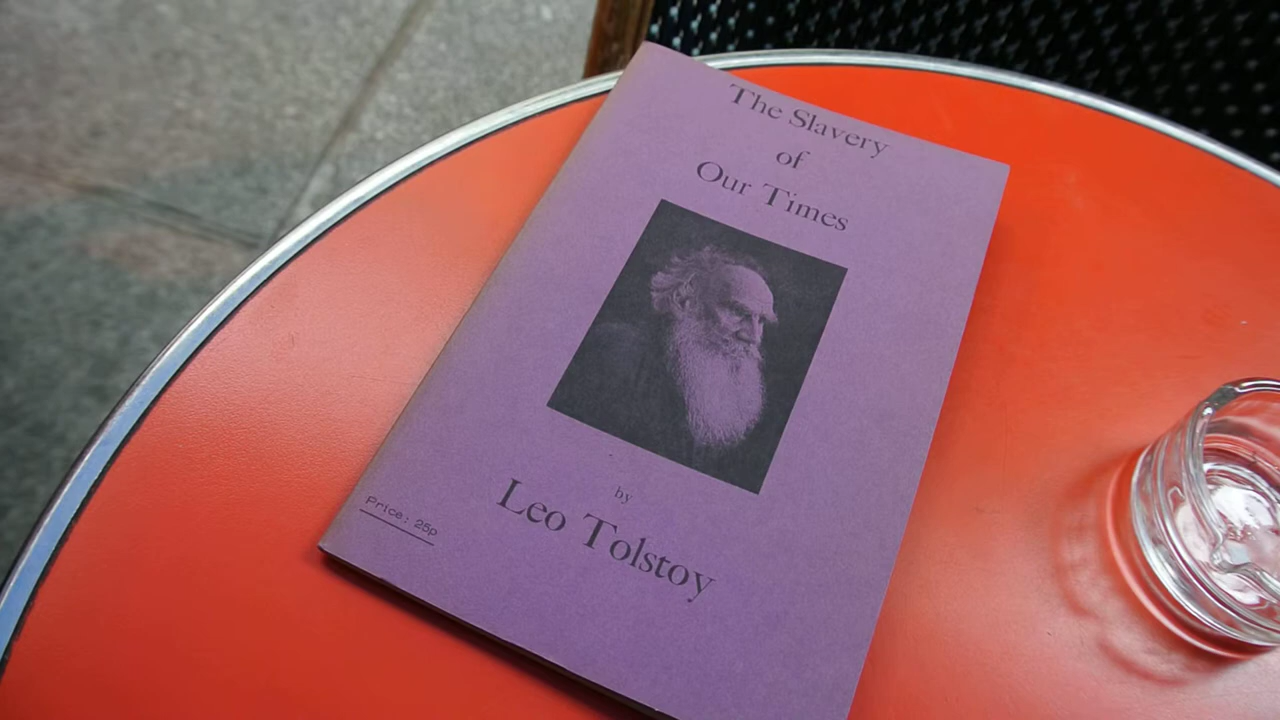 The Slavery
of
Our Times
by
Leo Tolstoy
Price: 25p